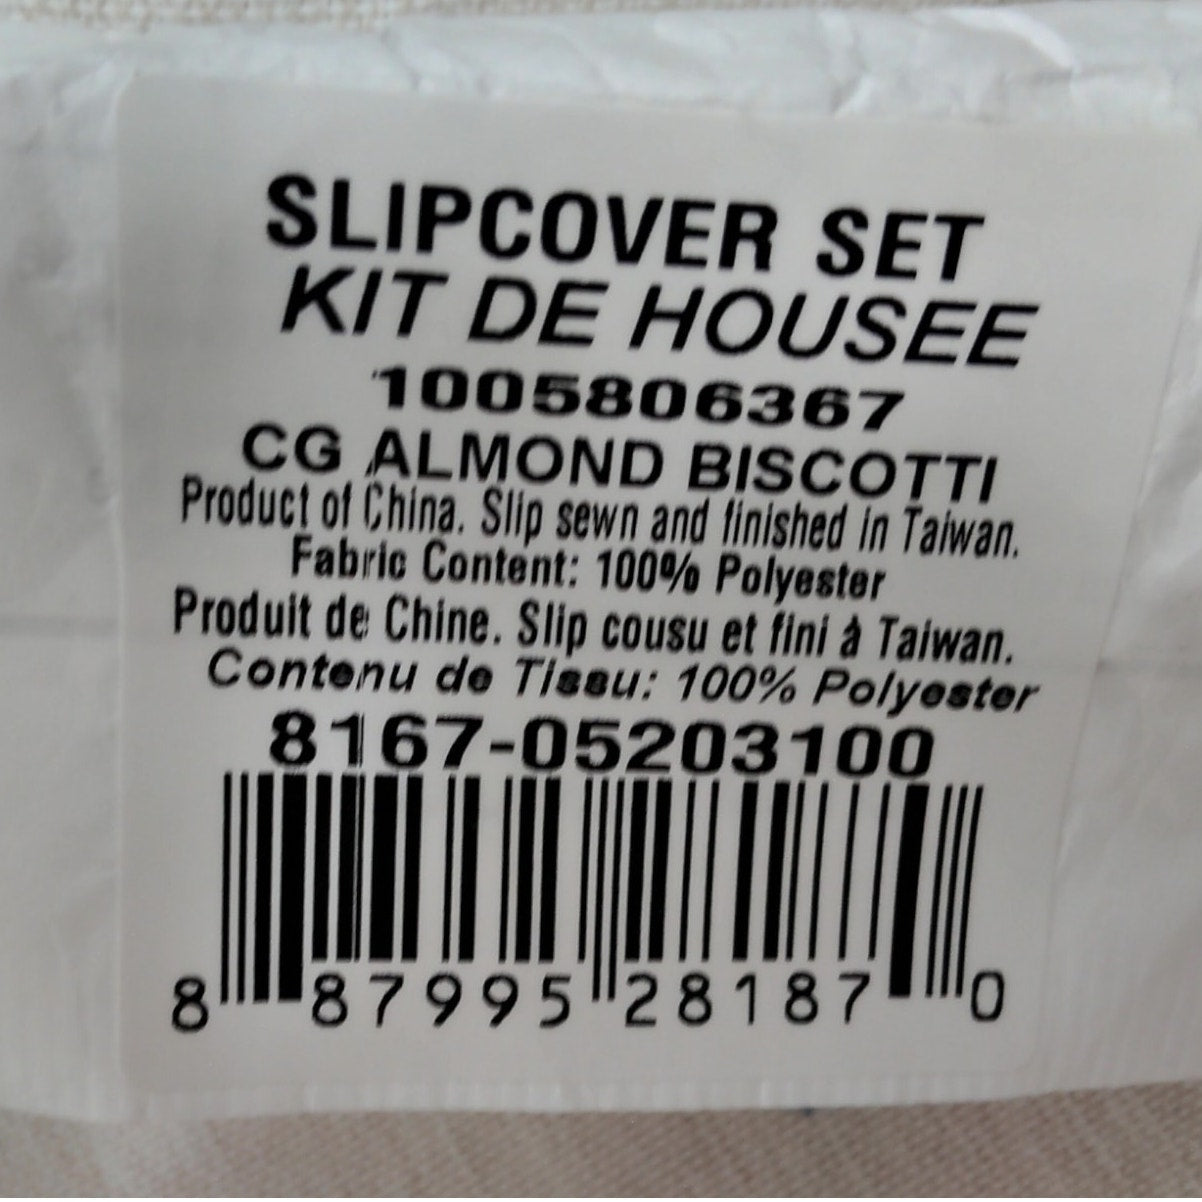 SLIPCOVER SET
KIT DE HOUSEE
1005806367
CG ALMOND BISCOTTI
Product of China. Slip sewn and finished in Taiwan.
Fabric Content: 100% Polyester
Produit de Chine. Slip cousu et fini à Taiwan.
Contenu de Tissu: 100% Polyester
8167-05203100
8 87995 28187 0